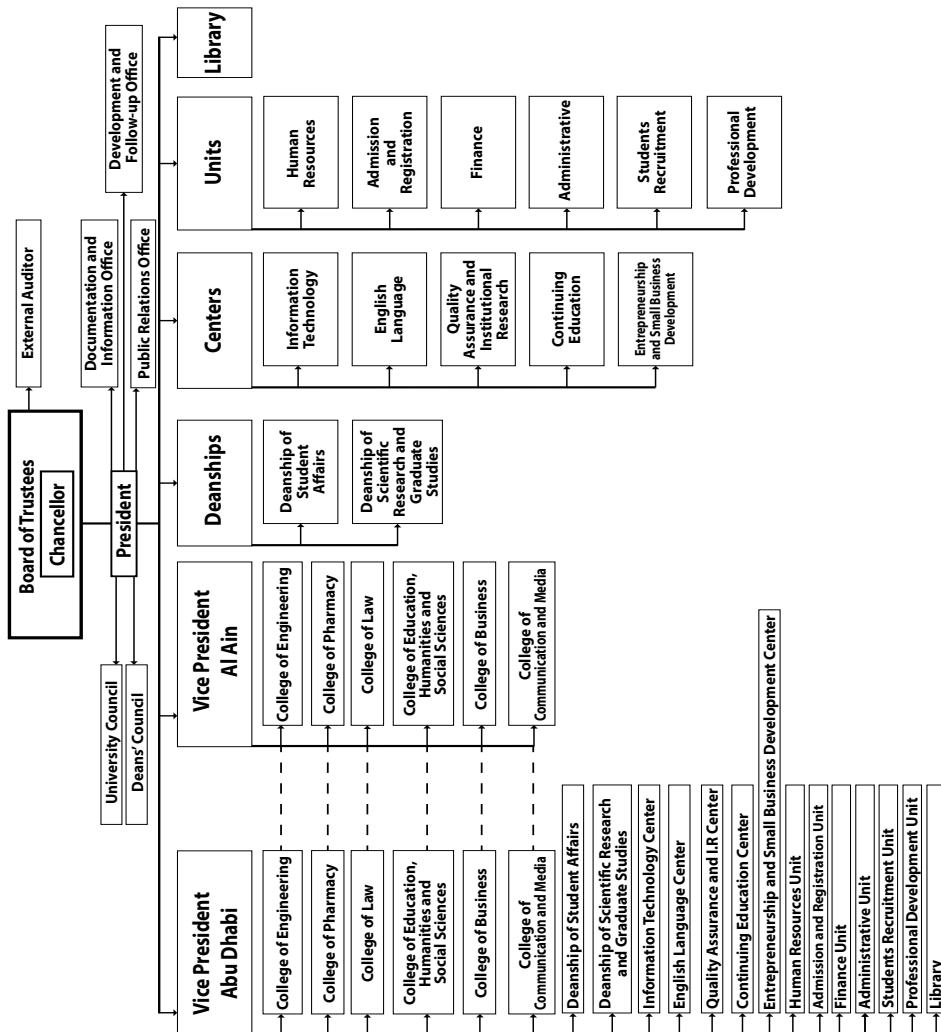 Board of Trustees
Chancellor
External Auditor
President
University Council
Deans' Council
Documentation and
Information Office
Public Relations Office
Development and
Follow-up Office
Vice President
Abu Dhabi
College of Engineering
College of Pharmacy
College of Law
College of Education,
Humanities and
Social Sciences
College of Business
College of
Communication and Media
Deanship of Student Affairs
Deanship of Scientific Research
and Graduate Studies
Information Technology Center
English Language Center
Quality Assurance and I.R Center
Continuing Education Center
Entrepreneurship and Small Business Development Center
Human Resources Unit
Admission and Registration Unit
Finance Unit
Administrative Unit
Students Recruitment Unit
Professional Development Unit
Library
Vice President
Al Ain
College of Engineering
College of Pharmacy
College of Law
College of Education,
Humanities and
Social Sciences
College of Business
College of
Communication and Media
Deanships
Deanship of
Student
Affairs
Deanship of
Scientific
Research and
Graduate
Studies
Centers
Information
Technology
English
Language
Quality
Assurance and
Institutional
Research
Continuing
Education
Entrepreneurship
and Small Business
Development
Units
Human
Resources
Admission
and
Registration
Finance
Administrative
Students
Recruitment
Professional
Development
Library